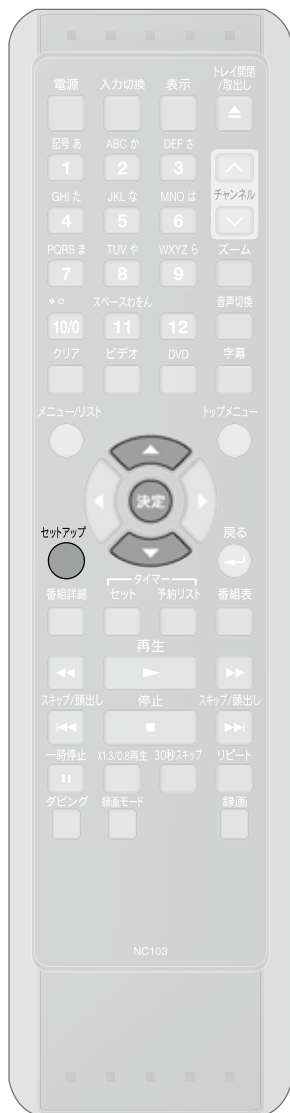 電源 入力切換 表示 トレイ開閉/取出し
記号 あ ABC か DEF さ
1 2 3
GHI た JKL な MNO は チャンネル
4 5 6
PQRS ま TUV や WXYZ ら ズーム
7 8 9
゛゜ スペースわをん 音声切換
10/0 11 12
クリア ビデオ DVD 字幕
メニュー/リスト トップメニュー
決定
セットアップ 戻る
タイマー
番組詳細 セット 予約リスト 番組表
再生
スキップ/頭出し 停止 スキップ/頭出し
一時停止 X1.3/0.8再生 30秒スキップ リピート
ダビング 録画モード 録画
NC103